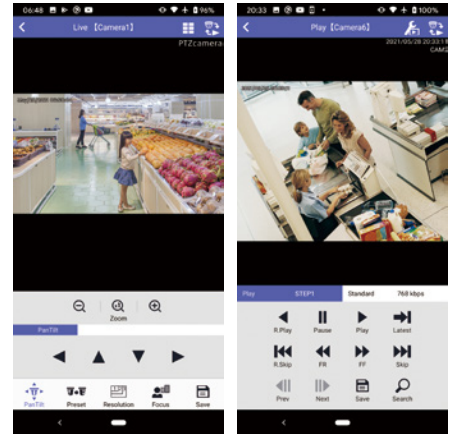 06:48
96%
Live 【Camera1】
PTZcamera
Zoom
PanTilt
PanTilt Preset Resolution Focus Save
20:33
100%
Play 【Camera6】
2021/05/28 20:33:1
CAM
Play STEP1 Standard 768 kbps
R.Play Pause Play Latest
R.Skip FR FF Skip
Prev Next Save Search